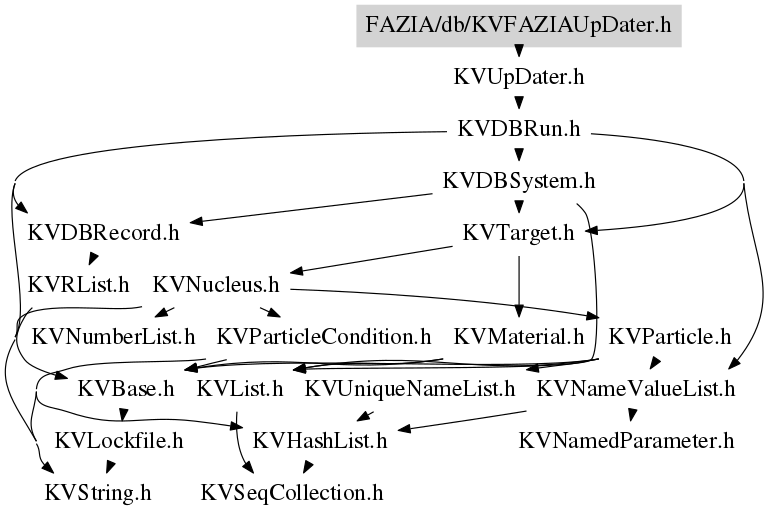 FAZIA/db/KVFAZIAUpDater.h
KVUpDater.h
KVDBRun.h
KVDBSystem.h
KVDBRecord.h
KVTarget.h
KVRList.h
KVNucleus.h
KVNumberList.h
KVParticleCondition.h
KVMaterial.h
KVParticle.h
KVBase.h
KVList.h
KVUniqueNameList.h
KVNameValueList.h
KVLockfile.h
KVHashList.h
KVNamedParameter.h
KVString.h
KVSeqCollection.h